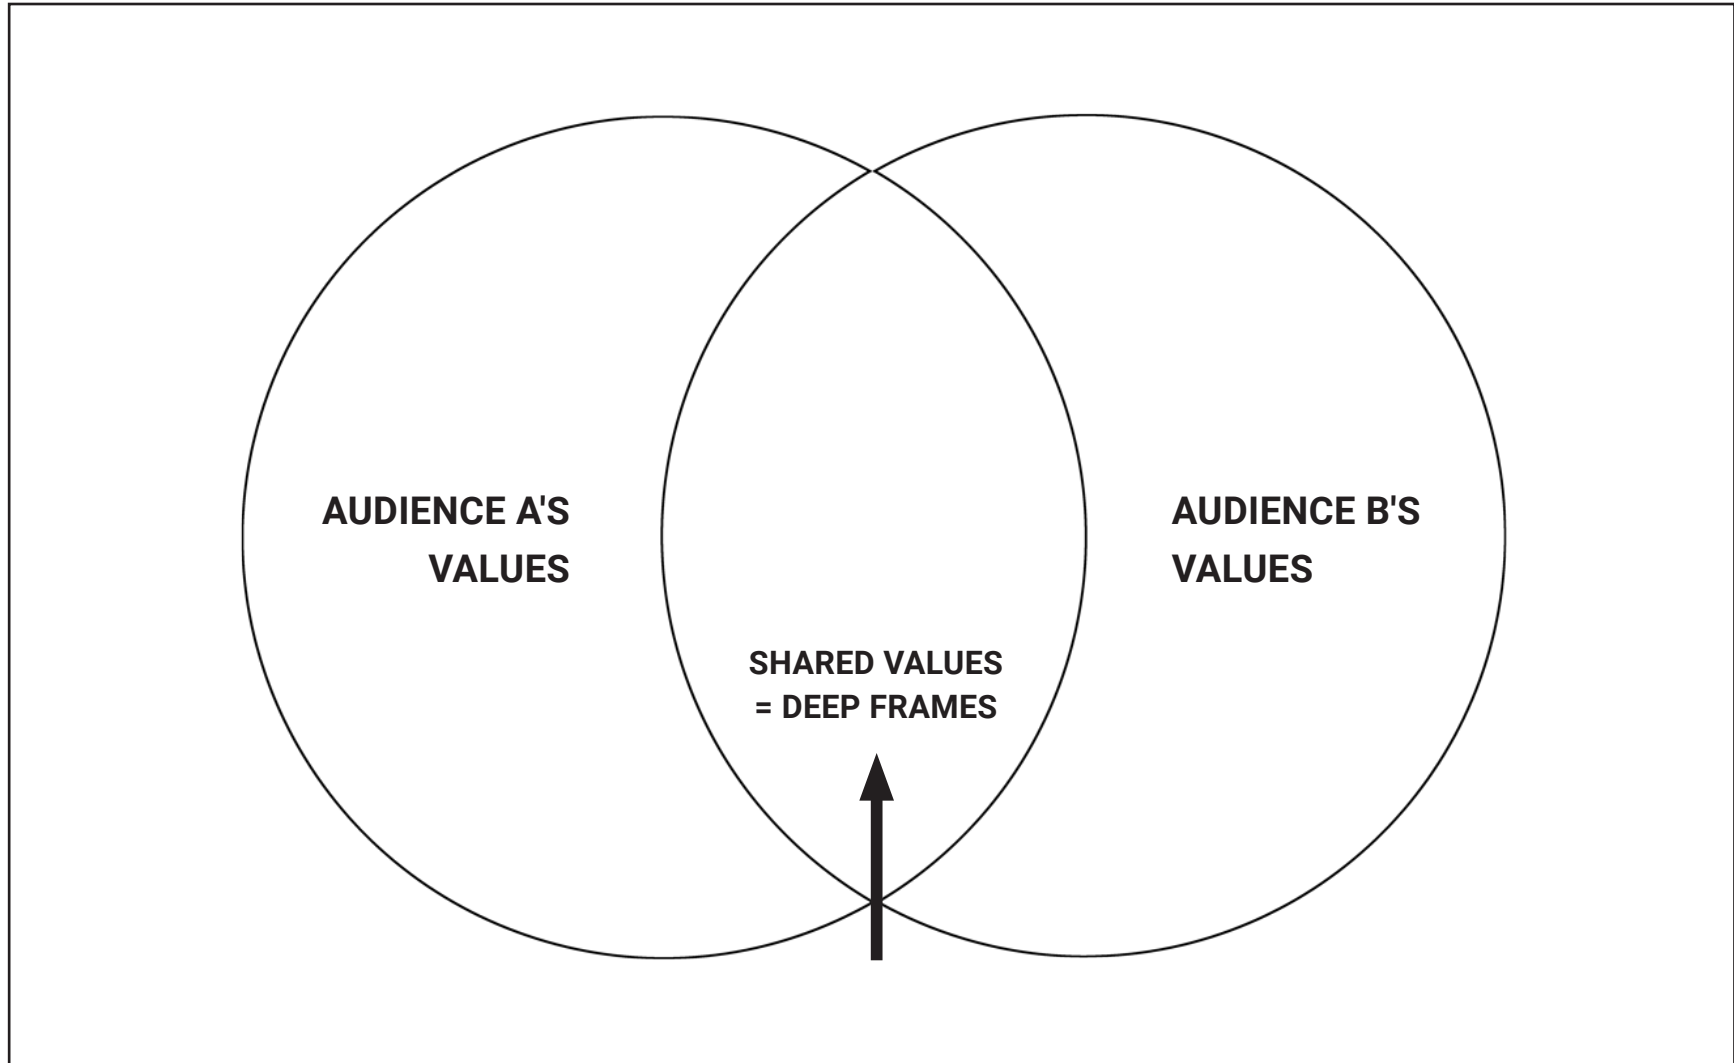 AUDIENCE A'S
VALUES
AUDIENCE B'S
VALUES
SHARED VALUES
= DEEP FRAMES